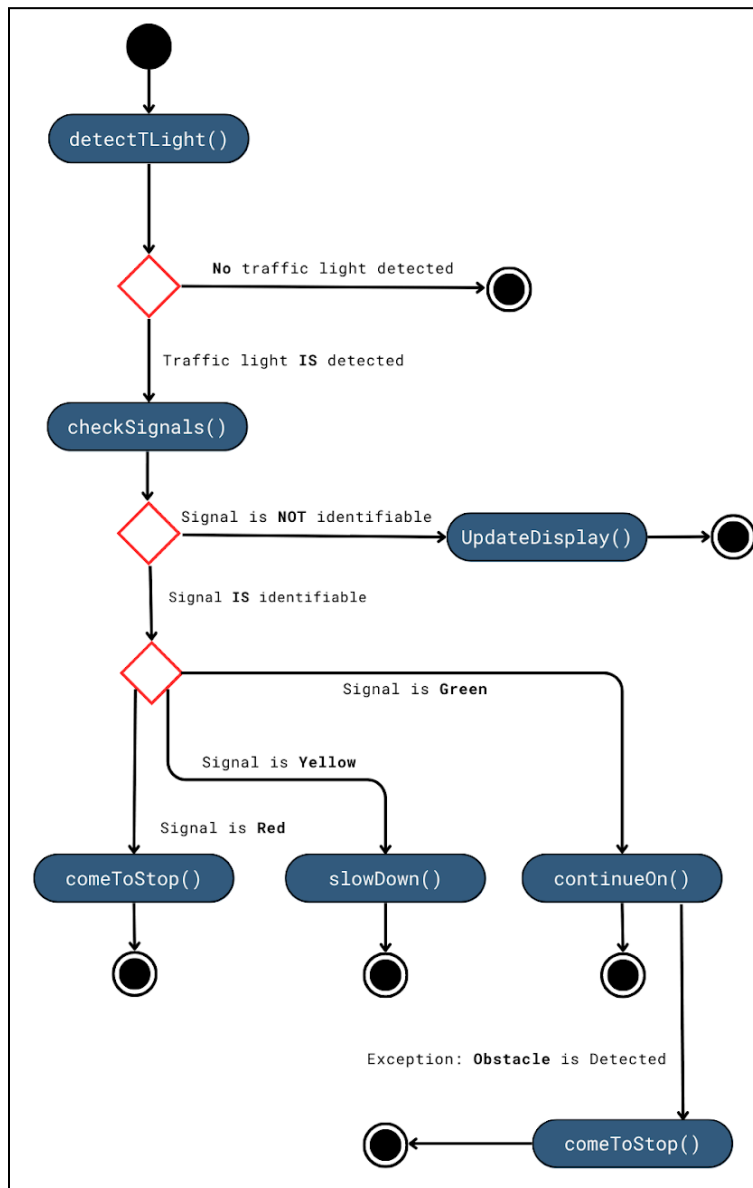 detectTLight()
No traffic light detected
Traffic light IS detected
checkSignals()
Signal is NOT identifiable
UpdateDisplay()
Signal IS identifiable
Signal is Green
Signal is Yellow
Signal is Red
comeToStop()
slowDown()
continueOn()
Exception: Obstacle is Detected
comeToStop()